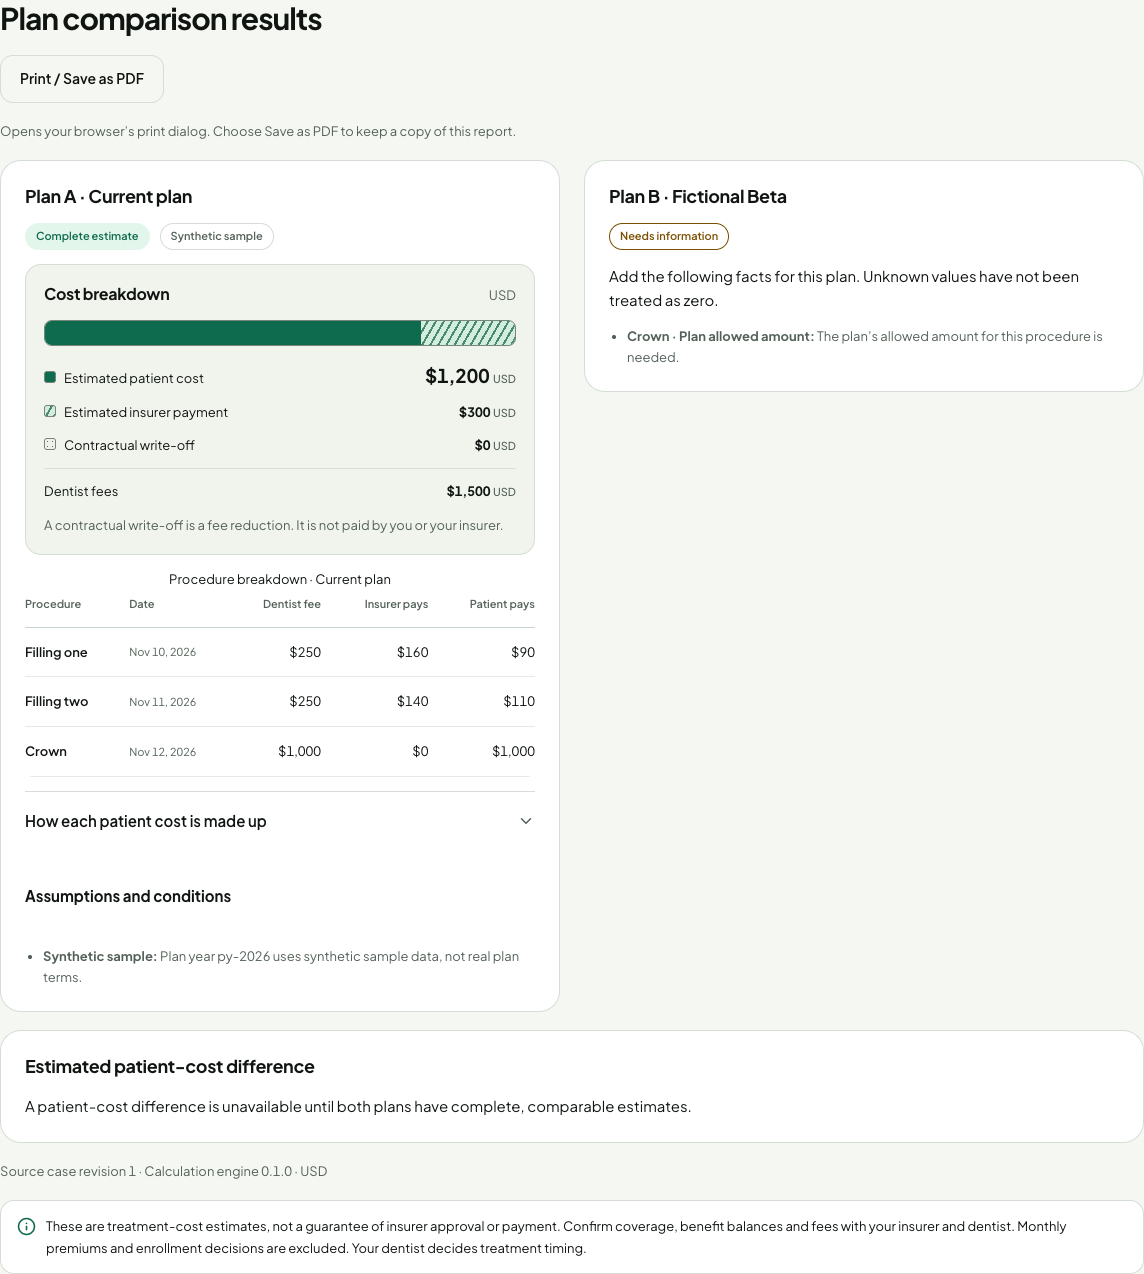 Plan comparison results
Print / Save as PDF
Opens your browser's print dialog. Choose Save as PDF to keep a copy of this report.
Plan A · Current plan
Complete estimate
Synthetic sample
Cost breakdown
USD
Estimated patient cost
$1,200 USD
Estimated insurer payment
$300 USD
Contractual write-off
$0 USD
Dentist fees
$1,500 USD
A contractual write-off is a fee reduction. It is not paid by you or your insurer.
Procedure breakdown · Current plan
Procedure Date Dentist fee Insurer pays Patient pays
Filling one Nov 10, 2026 $250 $160 $90
Filling two Nov 11, 2026 $250 $140 $110
Crown Nov 12, 2026 $1,000 $0 $1,000
How each patient cost is made up
Assumptions and conditions
• Synthetic sample: Plan year py-2026 uses synthetic sample data, not real plan
terms.
Plan B · Fictional Beta
Needs information
Add the following facts for this plan. Unknown values have not been
treated as zero.
• Crown · Plan allowed amount: The plan's allowed amount for this procedure is
needed.
Estimated patient-cost difference
A patient-cost difference is unavailable until both plans have complete, comparable estimates.
Source case revision 1 · Calculation engine 0.1.0 · USD
These are treatment-cost estimates, not a guarantee of insurer approval or payment. Confirm coverage, benefit balances and fees with your insurer and dentist. Monthly
premiums and enrollment decisions are excluded. Your dentist decides treatment timing.